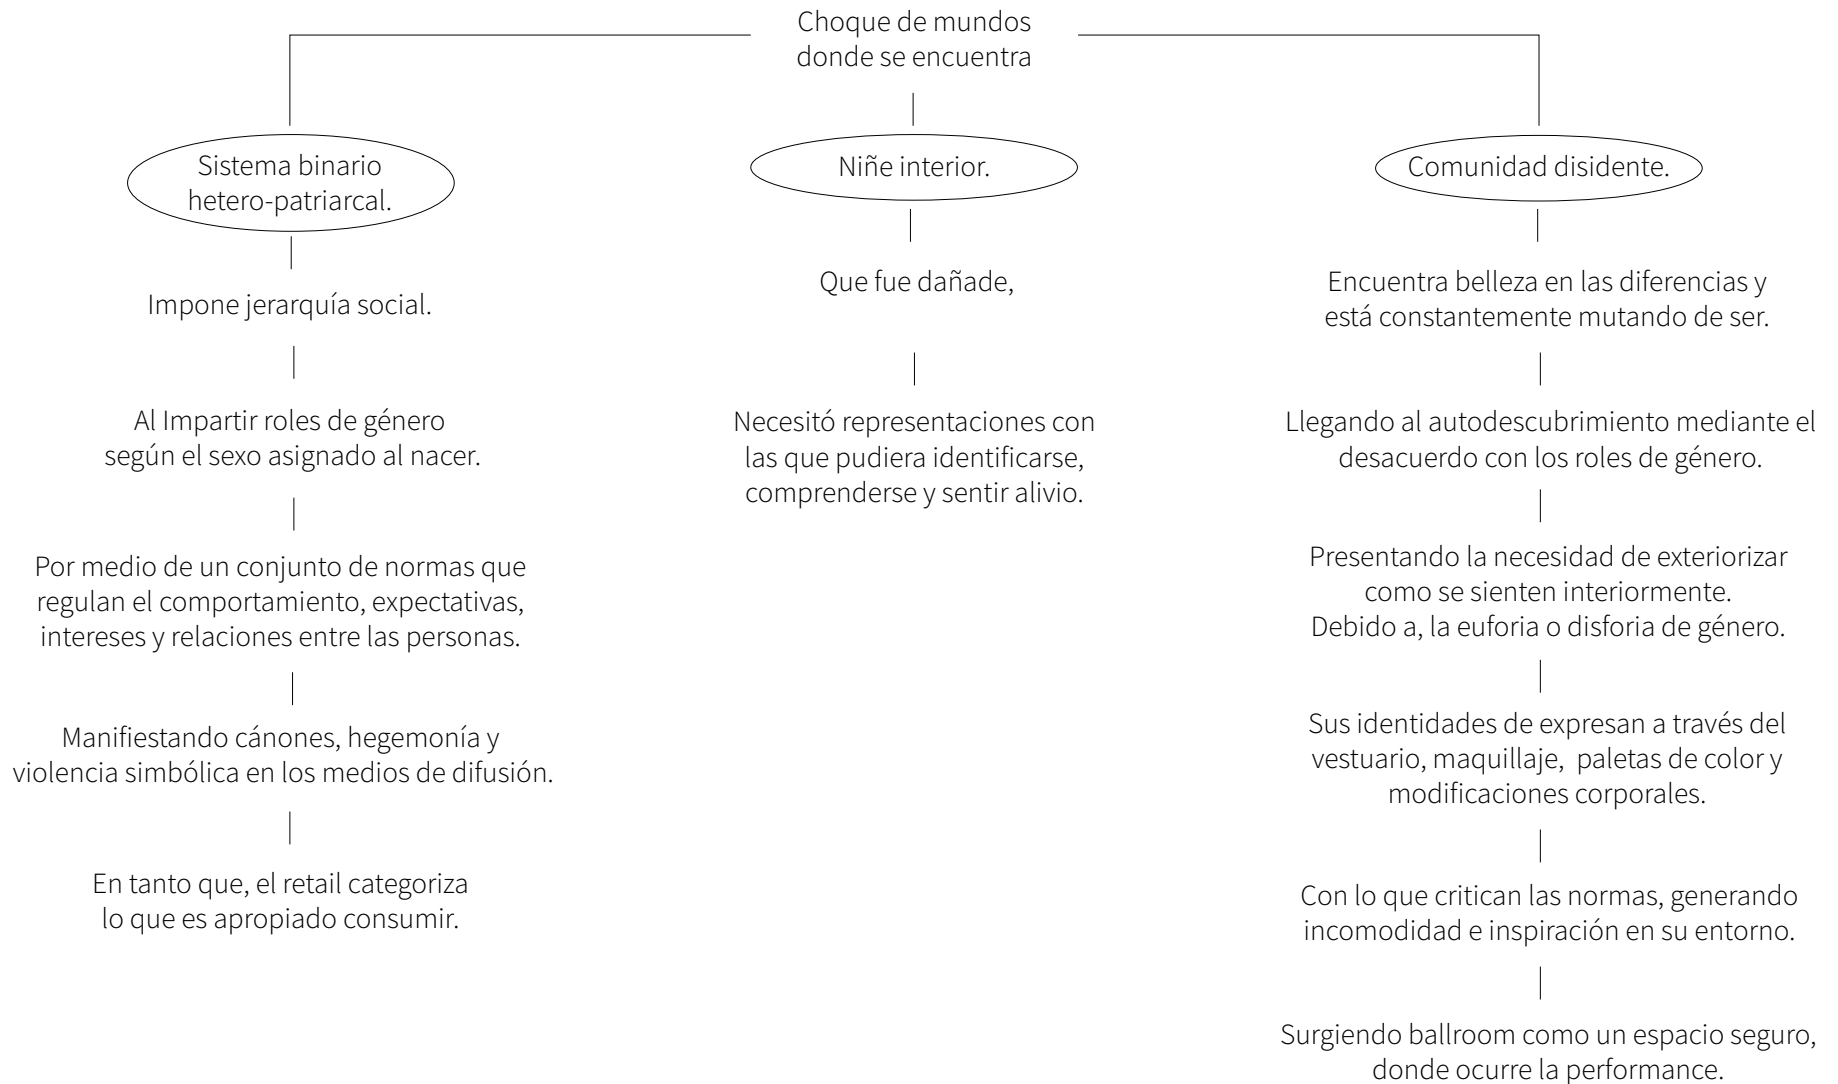 Choque de mundos
donde se encuentra
Sistema binario
hetero-patriarcal.
Impone jerarquía social.
Al Impartir roles de género
según el sexo asignado al nacer.
Por medio de un conjunto de normas que
regulan el comportamiento, expectativas,
intereses y relaciones entre las personas.
Manifiestando cánones, hegemonía y
violencia simbólica en los medios de difusión.
En tanto que, el retail categoriza
lo que es apropiado consumir.
Niñe interior.
Que fue dañade,
Necesitó representaciones con
las que pudiera identificarse,
comprenderse y sentir alivio.
Comunidad disidente.
Encuentra belleza en las diferencias y
está constantemente mutando de ser.
Llegando al autodescubrimiento mediante el
desacuerdo con los roles de género.
Presentando la necesidad de exteriorizar
como se sienten interiormente.
Debido a, la euforia o disforia de género.
Sus identidades de expresan a través del
vestuario, maquillaje,  paletas de color y
modificaciones corporales.
Con lo que critican las normas, generando
incomodidad e inspiración en su entorno.
Surgiendo ballroom como un espacio seguro,
donde ocurre la performance.